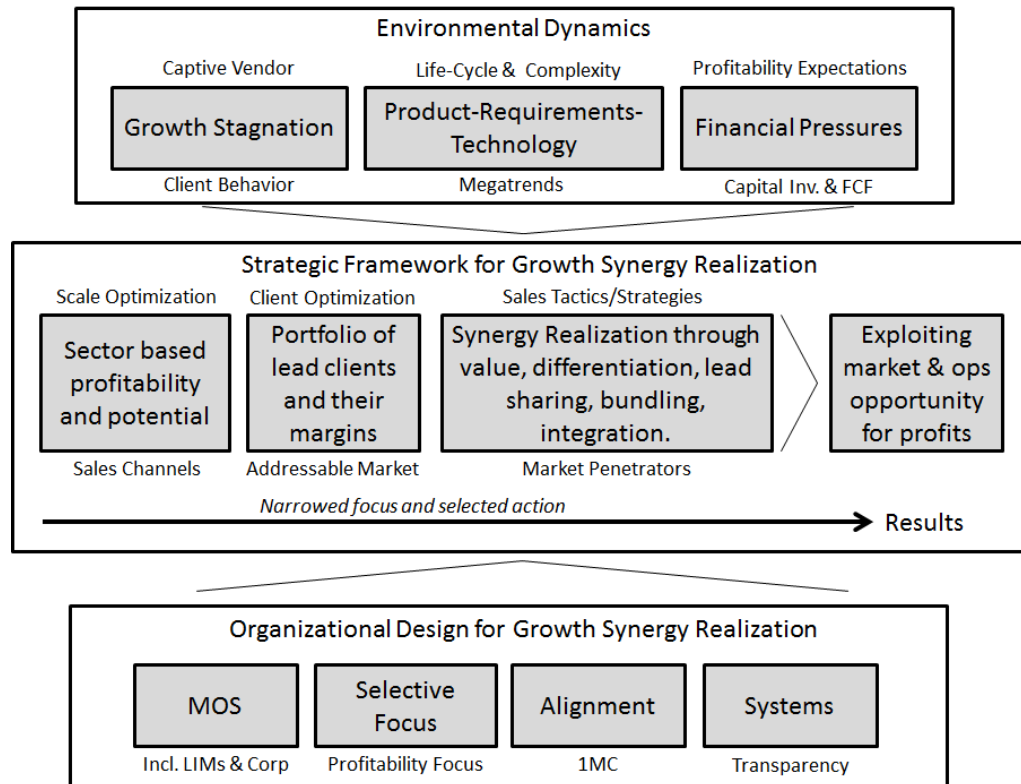 Environmental Dynamics
Captive Vendor
Life-Cycle & Complexity
Profitability Expectations
Growth Stagnation
Product-Requirements-
Technology
Financial Pressures
Client Behavior
Megatrends
Capital Inv. & FCF
Strategic Framework for Growth Synergy Realization
Scale Optimization
Client Optimization
Sales Tactics/Strategies
Sector based
profitability
and potential
Portfolio of
lead clients
and their
margins
Synergy Realization through
value, differentiation, lead
sharing, bundling,
integration.
Exploiting
market & ops
opportunity
for profits
Sales Channels
Addressable Market
Market Penetrators
Narrowed focus and selected action
Results
Organizational Design for Growth Synergy Realization
MOS
Selective
Focus
Alignment
Systems
Incl. LIMs & Corp
Profitability Focus
1MC
Transparency